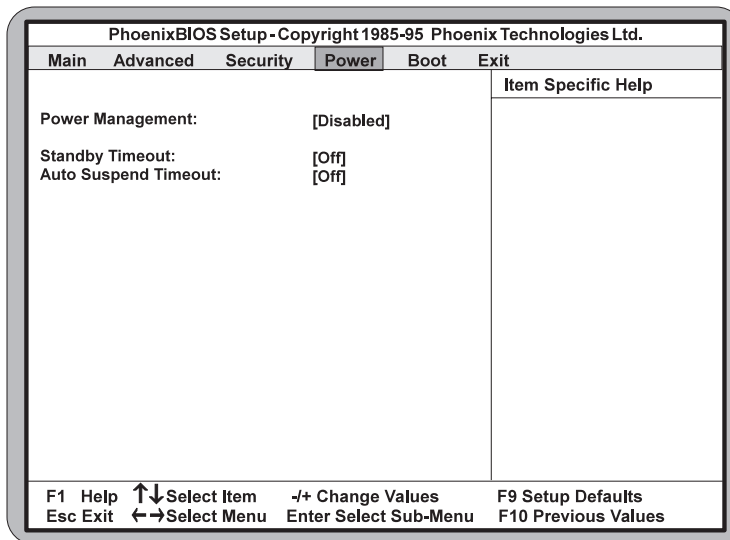 PhoenixBIOS Setup - Copyright 1985-95 Phoenix Technologies Ltd.
Main Advanced Security Power Boot Exit
Item Specific Help
Power Management: [Disabled]
Standby Timeout: [Off]
Auto Suspend Timeout: [Off]
F1 Help ↑↓ Select Item -/+ Change Values F9 Setup Defaults
Esc Exit ←→ Select Menu Enter Select Sub-Menu F10 Previous Values